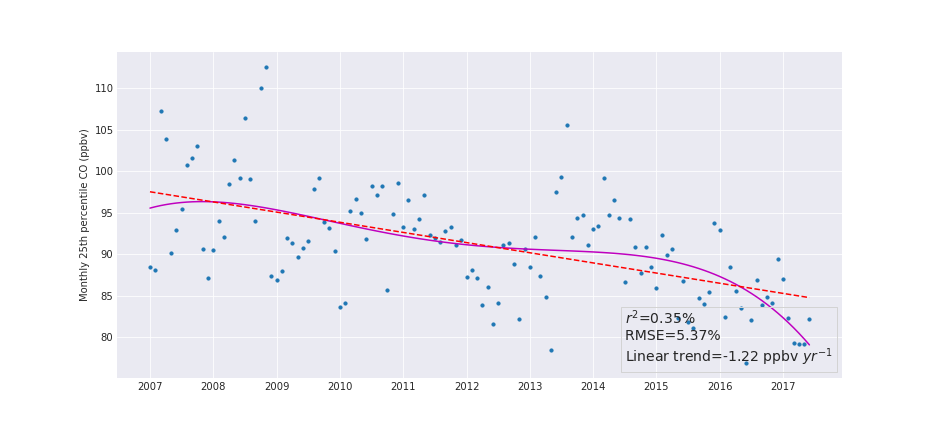 Monthly 25th percentile CO (ppbv)
110
105
100
95
90
85
80
r²=0.35%
RMSE=5.37%
Linear trend=-1.22 ppbv yr⁻¹
2007 2008 2009 2010 2011 2012 2013 2014 2015 2016 2017